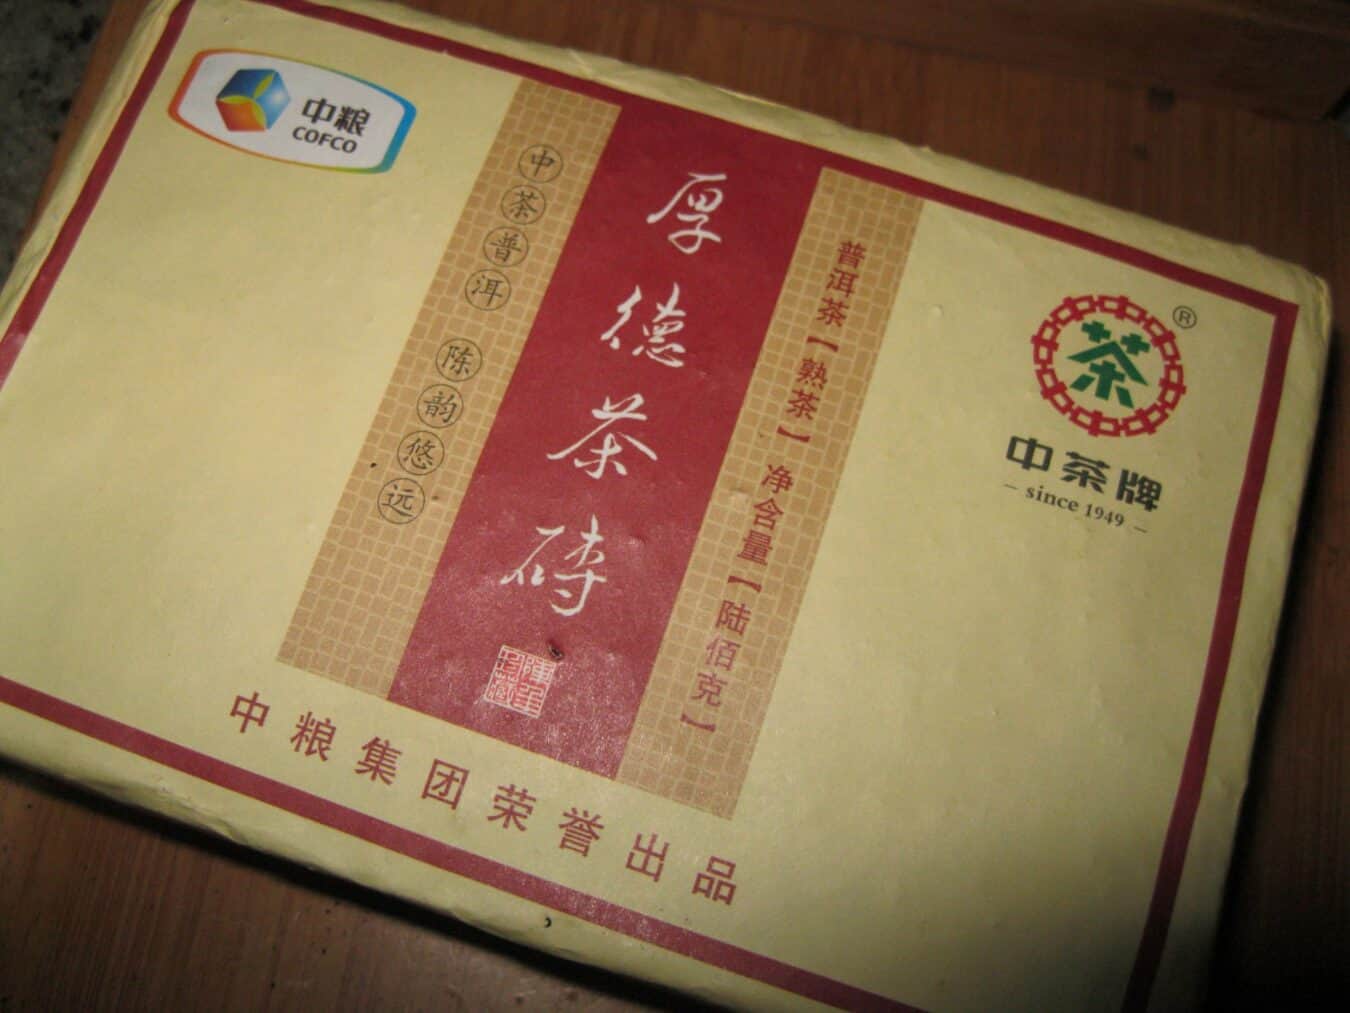 中粮
COFCO
中茶普洱 陈韵悠远
厚德茶砖
普洱茶【熟茶】 净含量【陆佰克】
茶
®
中茶牌
– since 1949 –
中粮集团荣誉出品